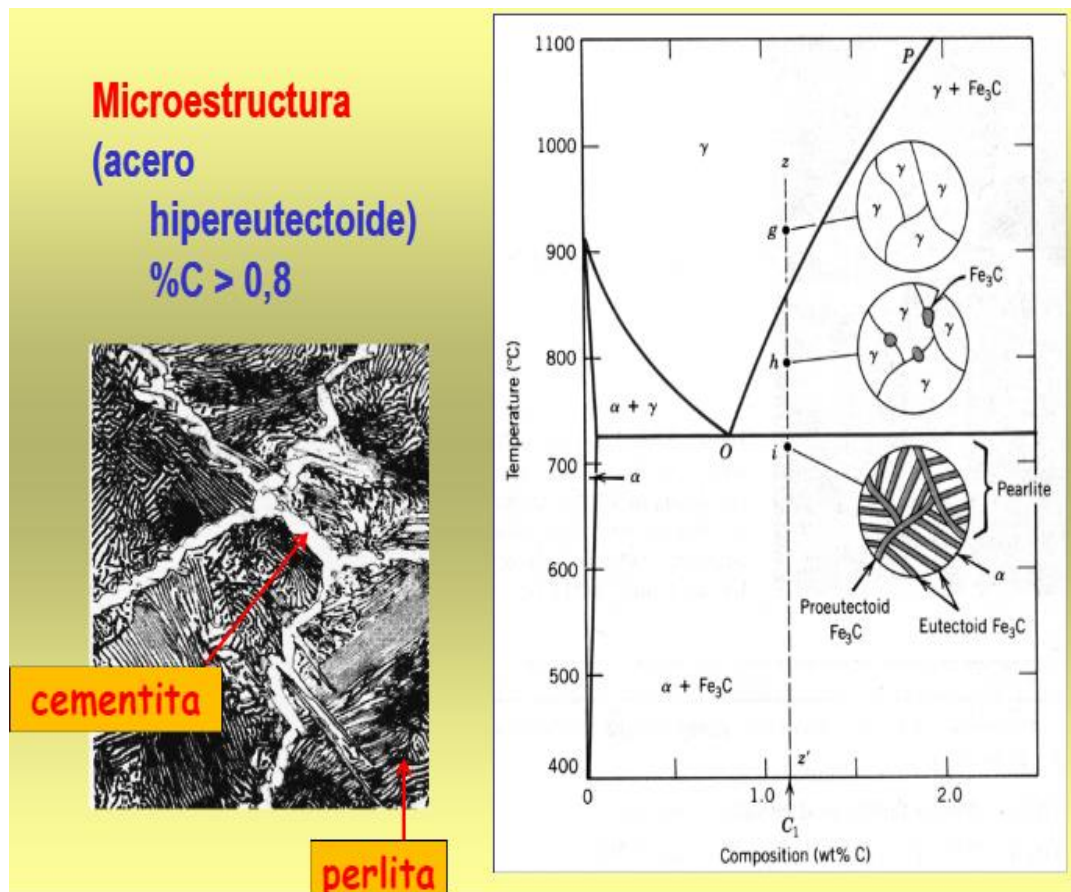 Microestructura
(acero
hipereutectoide)
%C > 0,8
cementita
perlita
1100
1000
900
800
700
600
500
400
Temperature (°C)
0
1.0
2.0
C₁
Composition (wt% C)
P
γ + Fe₃C
γ
z
g
γ
γ
γ
γ
Fe₃C
h
γ
γ
γ
γ
α + γ
O
i
α
Pearlite
α
Proeutectoid
Fe₃C
Eutectoid Fe₃C
α + Fe₃C
z'